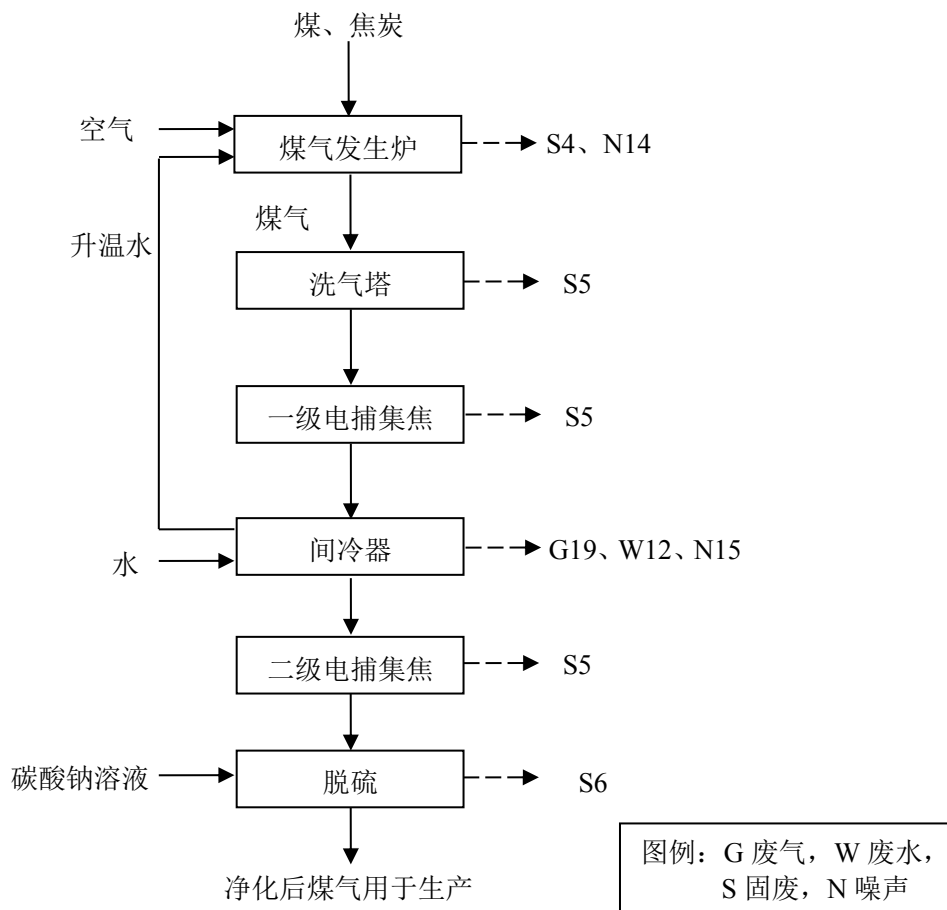 煤、焦炭
空气
煤气发生炉
S4、N14
煤气
升温水
洗气塔
S5
一级电捕集焦
S5
间冷器
G19、W12、N15
水
二级电捕集焦
S5
碳酸钠溶液
脱硫
S6
净化后煤气用于生产
图例：G 废气，W 废水，
S 固废，N 噪声